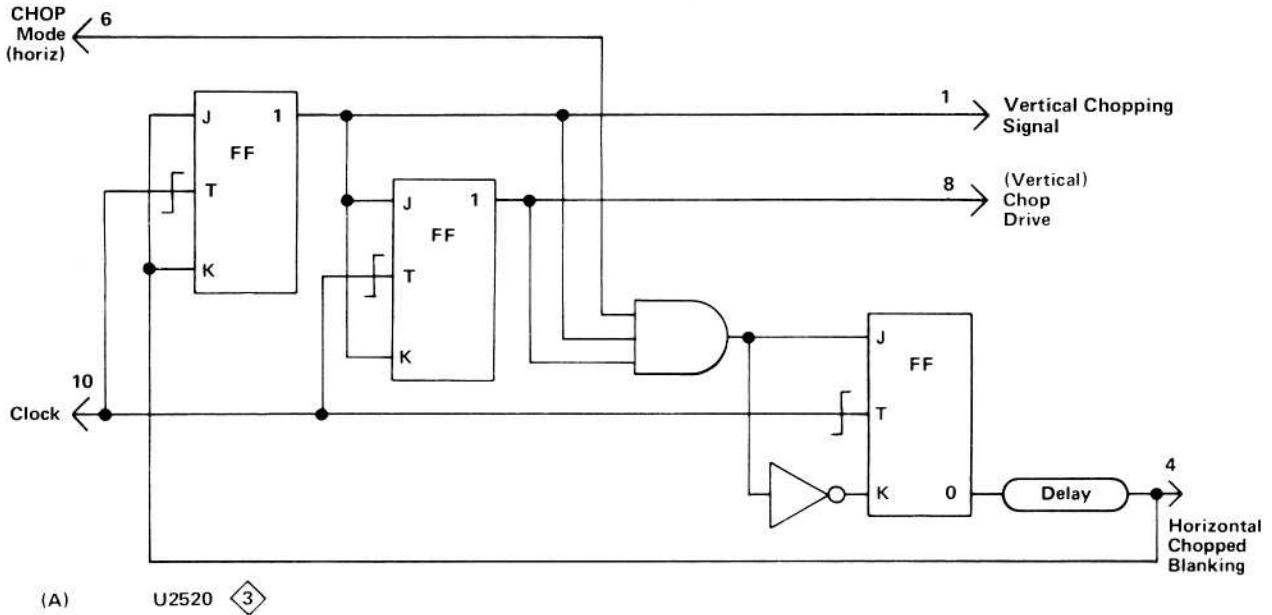 CHOP
Mode
(horiz)
6
J
1
FF
T
K
1
Vertical Chopping
Signal
J
1
FF
T
K
8
(Vertical)
Chop
Drive
10
Clock
J
FF
T
K
0
Delay
4
Horizontal
Chopped
Blanking
(A)
U2520
3